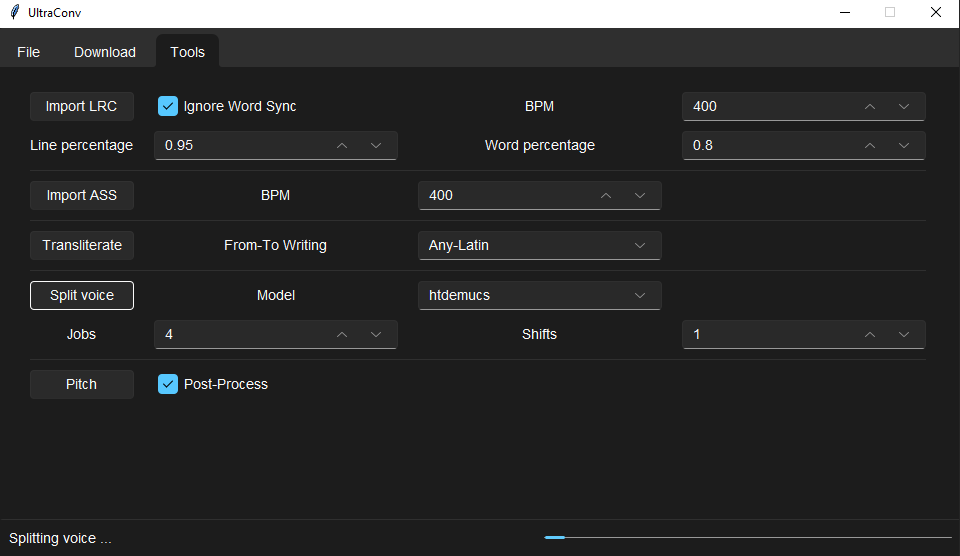 UltraConv
File Download Tools
Import LRC Ignore Word Sync BPM 400
Line percentage 0.95 Word percentage 0.8
Import ASS BPM 400
Transliterate From-To Writing Any-Latin
Split voice Model htdemucs
Jobs 4 Shifts 1
Pitch Post-Process
Splitting voice ...